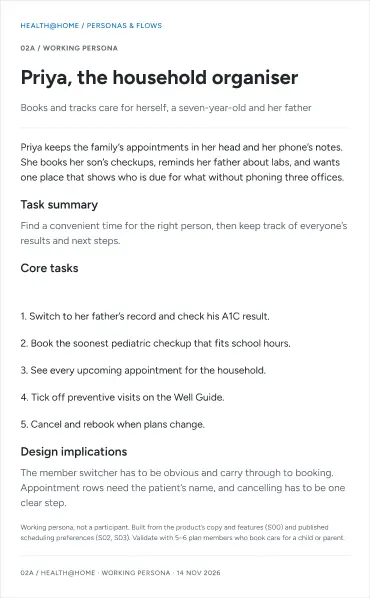 HEALTH@HOME / PERSONAS & FLOWS
02A / WORKING PERSONA
Priya, the household organiser
Books and tracks care for herself, a seven-year-old and her father
Priya keeps the family's appointments in her head and her phone's notes.
She books her son's checkups, reminds her father about labs, and wants
one place that shows who is due for what without phoning three offices.
Task summary
Find a convenient time for the right person, then keep track of everyone's
results and next steps.
Core tasks
1. Switch to her father's record and check his A1C result.
2. Book the soonest pediatric checkup that fits school hours.
3. See every upcoming appointment for the household.
4. Tick off preventive visits on the Well Guide.
5. Cancel and rebook when plans change.
Design implications
The member switcher has to be obvious and carry through to booking.
Appointment rows need the patient's name, and cancelling has to be one
clear step.
Working persona, not a participant. Built from the product's copy and features (S00) and published
scheduling preferences (S02, S03). Validate with 5–6 plan members who book care for a child or parent.
02A / HEALTH@HOME · WORKING PERSONA · 14 NOV 2026